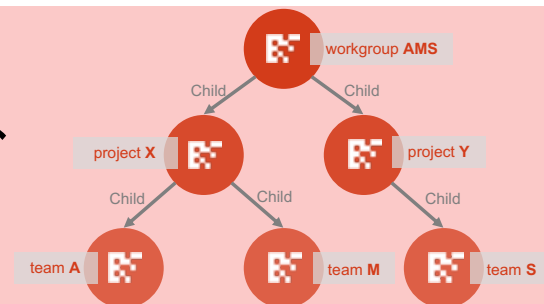 workgroup AMS
Child
Child
project X
project Y
Child
Child
Child
team A
team M
team S